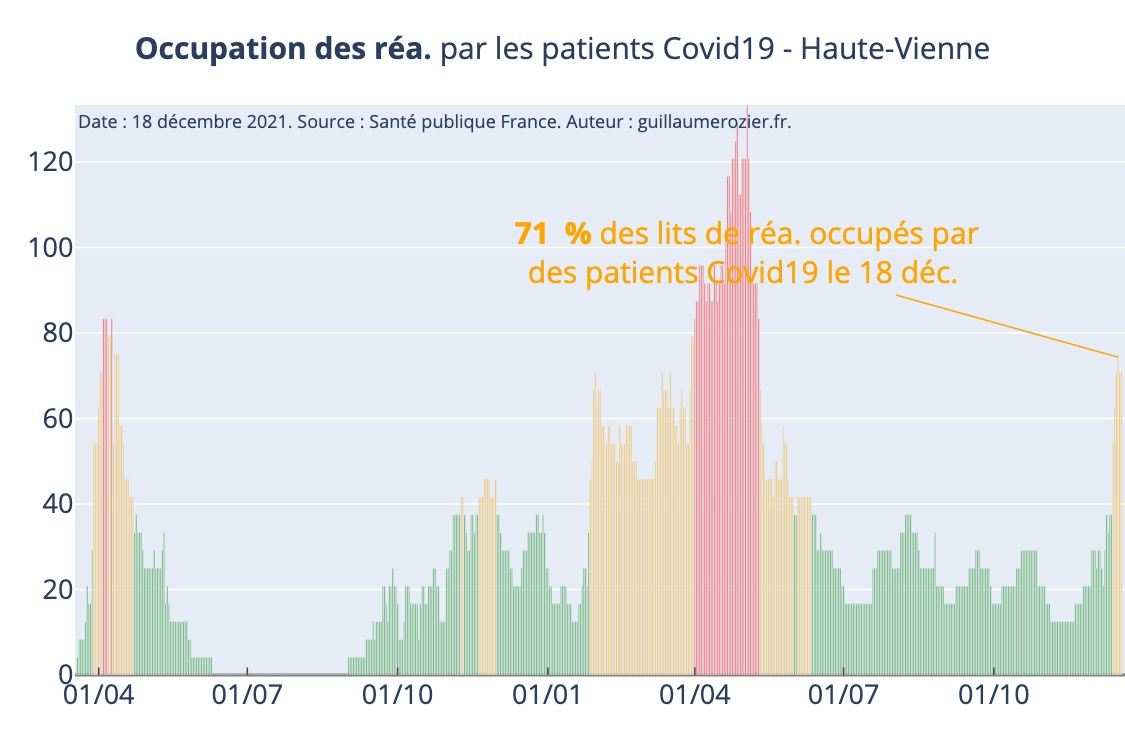 Occupation des réa. par les patients Covid19 - Haute-Vienne
Date : 18 décembre 2021. Source : Santé publique France. Auteur : guillaumerozier.fr.
120
71 % des lits de réa. occupés par
100
des patients Covid19 le 18 déc.
80
60
40
20
0
01/04 01/07 01/10 01/01 01/04 01/07 01/10